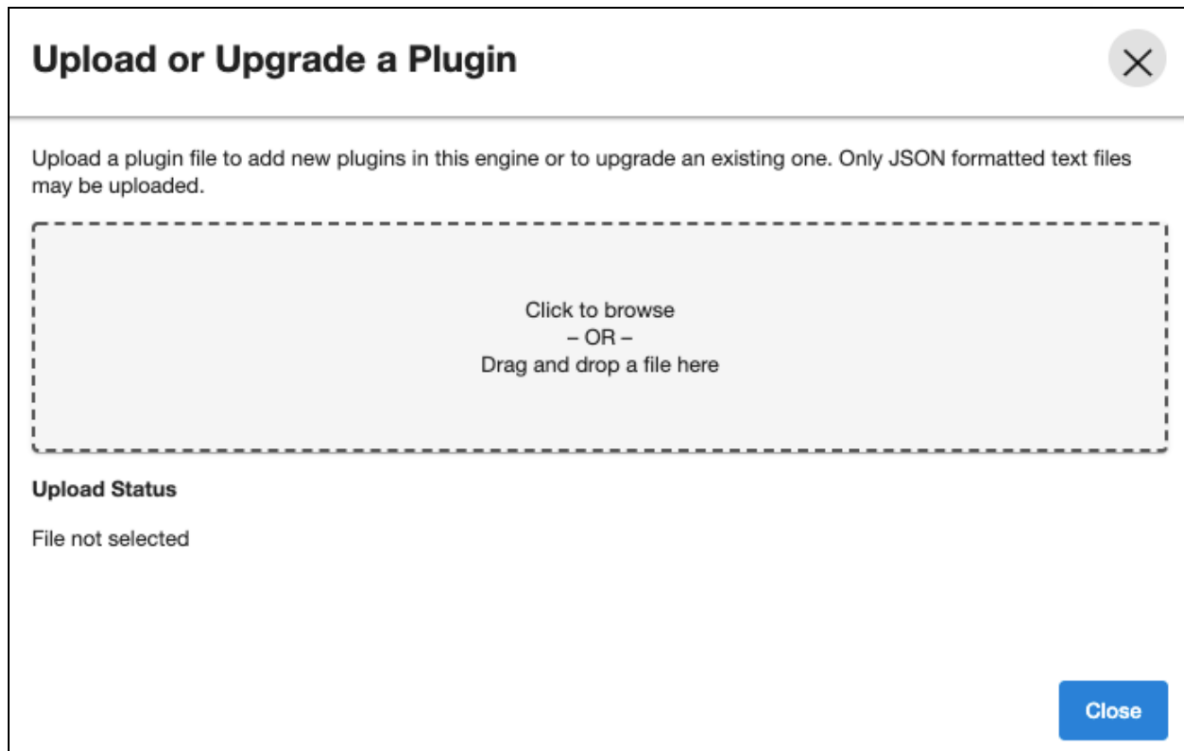 Upload or Upgrade a Plugin
Upload a plugin file to add new plugins in this engine or to upgrade an existing one. Only JSON formatted text files
may be uploaded.
Click to browse
– OR –
Drag and drop a file here
Upload Status
File not selected
Close